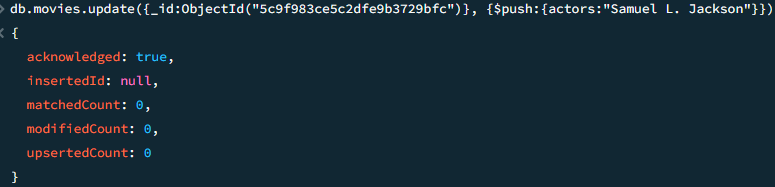 > db.movies.update({_id:ObjectId("5c9f983ce5c2dfe9b3729bfc")}, {$push:{actors:"Samuel L. Jackson"}})
< {
acknowledged: true,
insertedId: null,
matchedCount: 0,
modifiedCount: 0,
upsertedCount: 0
}